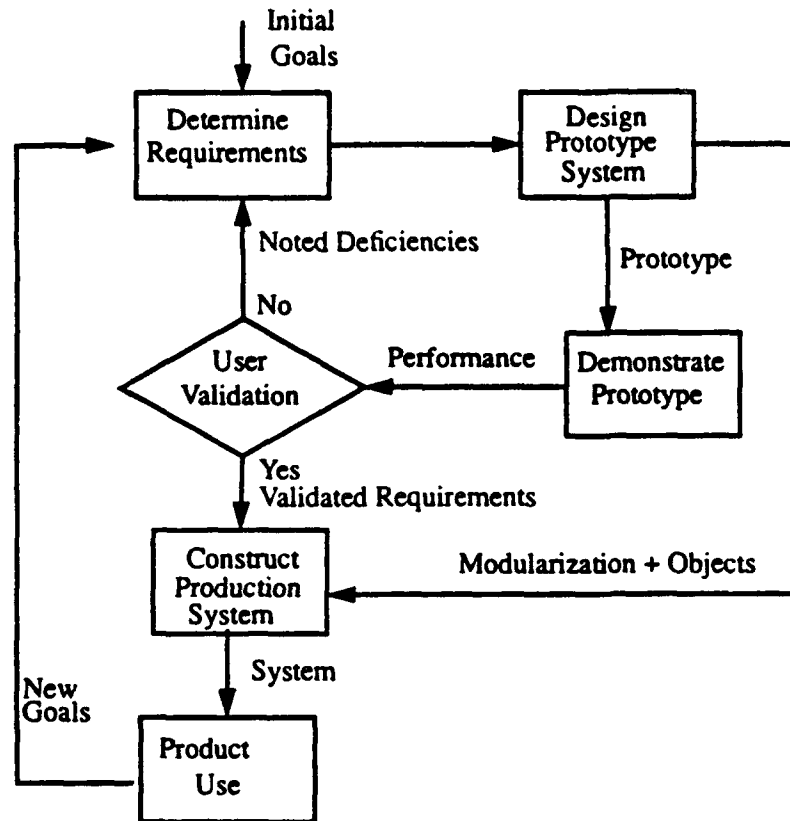 Initial
Goals
Determine
Requirements
Design
Prototype
System
Noted Deficiencies
Prototype
No
User
Validation
Performance
Demonstrate
Prototype
Yes
Validated Requirements
Construct
Production
System
Modularization + Objects
System
New
Goals
Product
Use